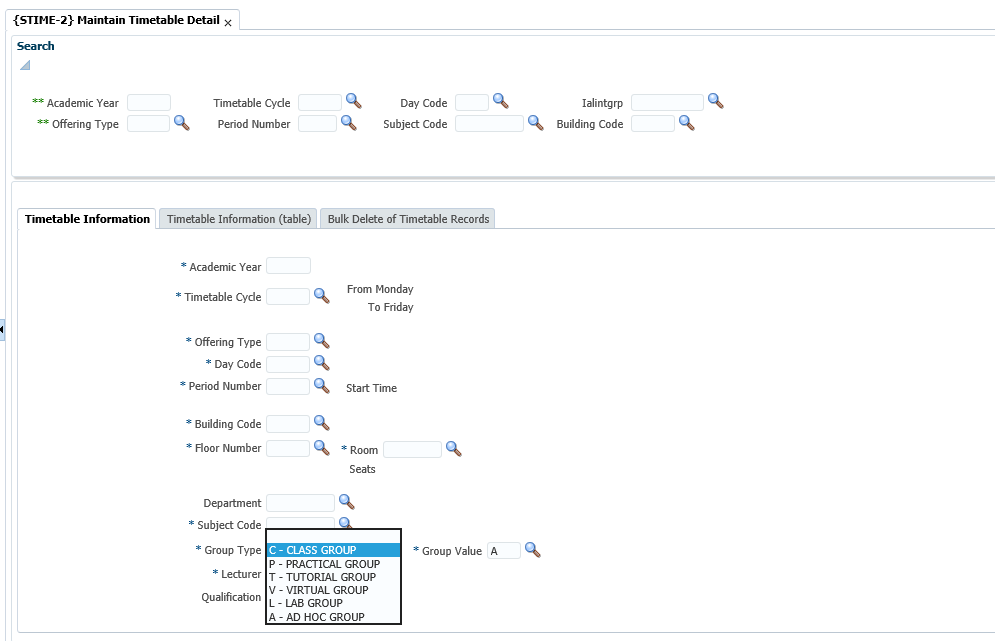 {STIME-2} Maintain Timetable Detail x
Search
** Academic Year Timetable Cycle Day Code Ialintgrp
** Offering Type Period Number Subject Code Building Code
Timetable Information Timetable Information (table) Bulk Delete of Timetable Records
* Academic Year
* Timetable Cycle From Monday
To Friday
* Offering Type
* Day Code
* Period Number Start Time
* Building Code
* Floor Number * Room
Seats
Department
* Subject Code
* Group Type C - CLASS GROUP * Group Value A
P - PRACTICAL GROUP
* Lecturer T - TUTORIAL GROUP
V - VIRTUAL GROUP
Qualification L - LAB GROUP
A - AD HOC GROUP